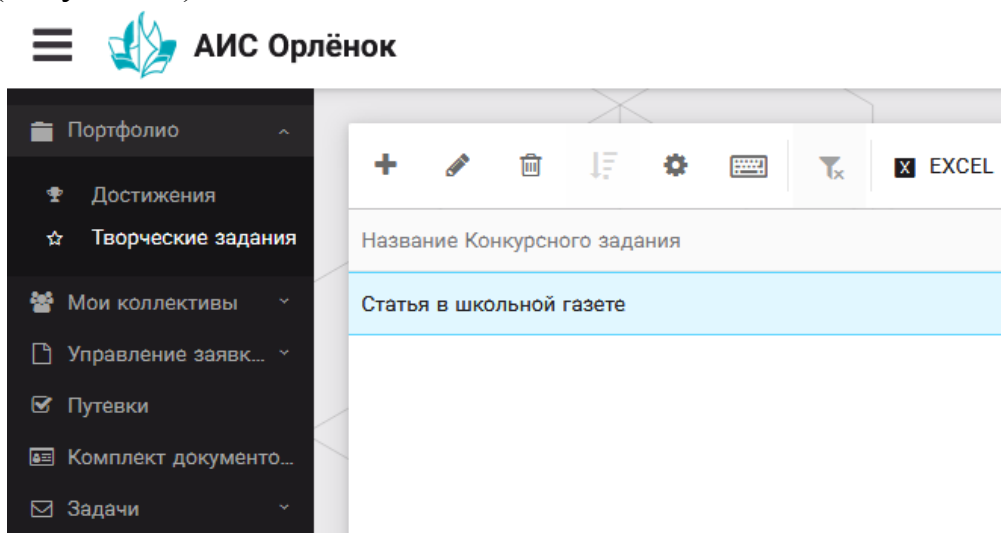 АИС Орлёнок
Портфолио
Достижения
Творческие задания
Мои коллективы
Управление заявк...
Путевки
Комплект документо...
Задачи
X EXCEL
Название Конкурсного задания
Статья в школьной газете